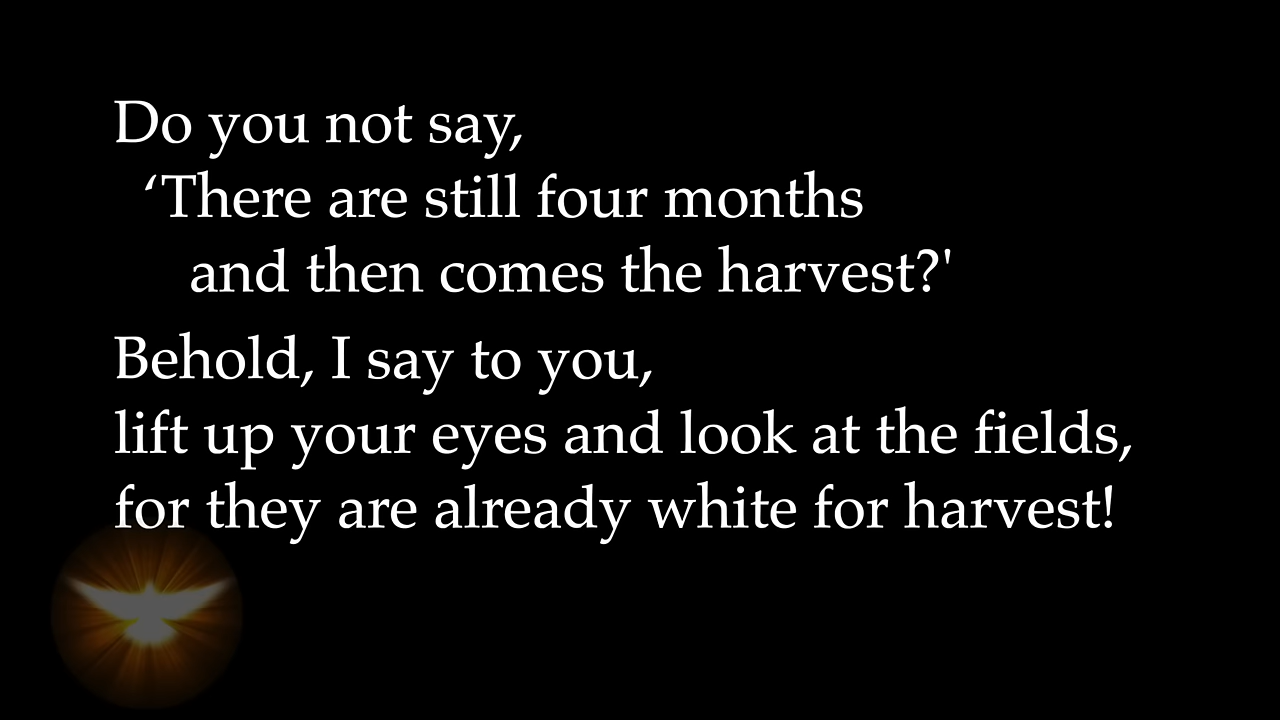 Do you not say,
‘There are still four months
and then comes the harvest?'
Behold, I say to you,
lift up your eyes and look at the fields,
for they are already white for harvest!